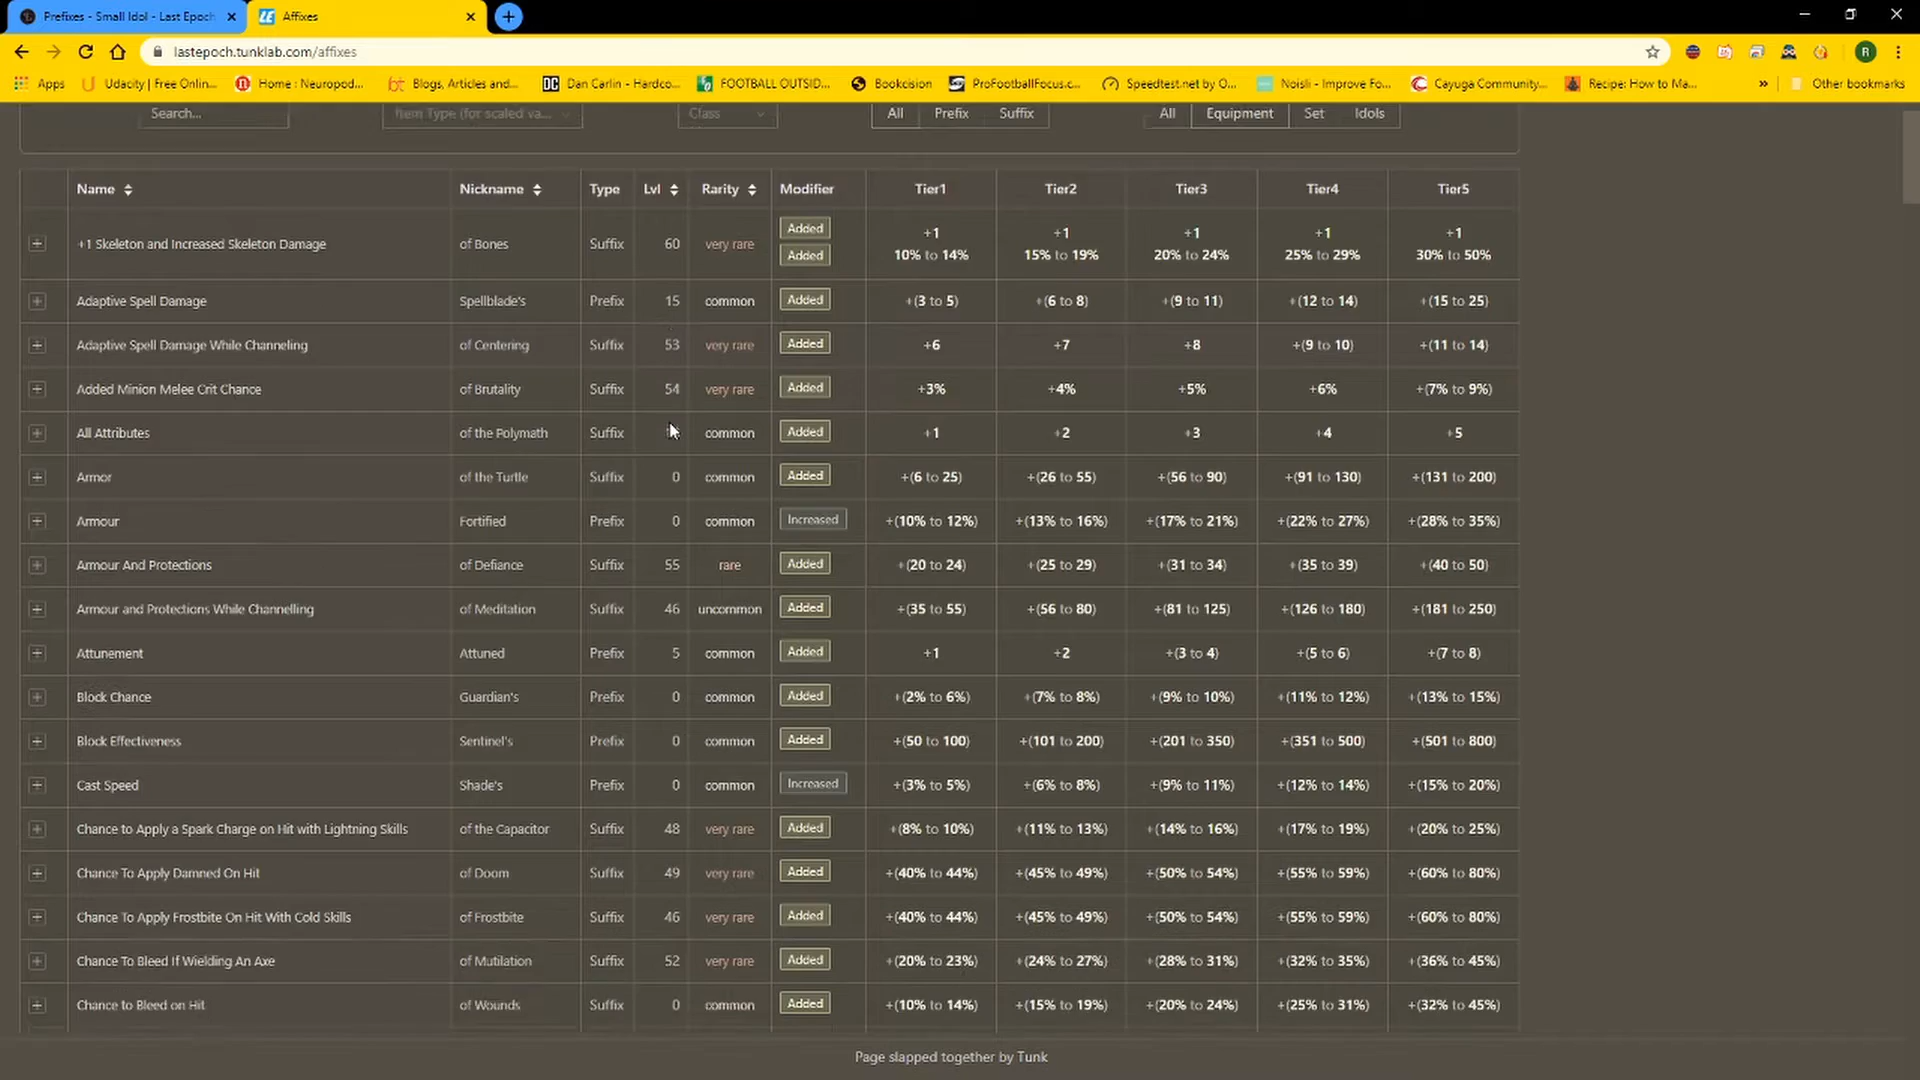 Prefixes - Small Idol - Last Epoch
Affixes
lastepoch.tunklab.com/affixes
R
Apps
Udacity | Free Onlin...
Home : Neuropod...
Blogs, Articles and...
Dan Carlin - Hardco...
FOOTBALL OUTSID...
Bookcision
ProFootballFocus.c...
Speedtest.net by O...
Noisli - Improve Fo...
Cayuga Community...
Recipe: How to Ma...
»
Other bookmarks
Search... Item Type (for scaled va... Class All Prefix Suffix All Equipment Set Idols
Name Nickname Type Lvl Rarity Modifier Tier1 Tier2 Tier3 Tier4 Tier5
+1 Skeleton and Increased Skeleton Damage of Bones Suffix 60 very rare Added Added +1 10% to 14% +1 15% to 19% +1 20% to 24% +1 25% to 29% +1 30% to 50%
Adaptive Spell Damage Spellblade's Prefix 15 common Added +(3 to 5) +(6 to 8) +(9 to 11) +(12 to 14) +(15 to 25)
Adaptive Spell Damage While Channeling of Centering Suffix 53 very rare Added +6 +7 +8 +(9 to 10) +(11 to 14)
Added Minion Melee Crit Chance of Brutality Suffix 54 very rare Added +3% +4% +5% +6% +(7% to 9%)
All Attributes of the Polymath Suffix common Added +1 +2 +3 +4 +5
Armor of the Turtle Suffix 0 common Added +(6 to 25) +(26 to 55) +(56 to 90) +(91 to 130) +(131 to 200)
Armour Fortified Prefix 0 common Increased +(10% to 12%) +(13% to 16%) +(17% to 21%) +(22% to 27%) +(28% to 35%)
Armour And Protections of Defiance Suffix 55 rare Added +(20 to 24) +(25 to 29) +(31 to 34) +(35 to 39) +(40 to 50)
Armour and Protections While Channelling of Meditation Suffix 46 uncommon Added +(35 to 55) +(56 to 80) +(81 to 125) +(126 to 180) +(181 to 250)
Attunement Attuned Prefix 5 common Added +1 +2 +(3 to 4) +(5 to 6) +(7 to 8)
Block Chance Guardian's Prefix 0 common Added +(2% to 6%) +(7% to 8%) +(9% to 10%) +(11% to 12%) +(13% to 15%)
Block Effectiveness Sentinel's Prefix 0 common Added +(50 to 100) +(101 to 200) +(201 to 350) +(351 to 500) +(501 to 800)
Cast Speed Shade's Prefix 0 common Increased +(3% to 5%) +(6% to 8%) +(9% to 11%) +(12% to 14%) +(15% to 20%)
Chance to Apply a Spark Charge on Hit with Lightning Skills of the Capacitor Suffix 48 very rare Added +(8% to 10%) +(11% to 13%) +(14% to 16%) +(17% to 19%) +(20% to 25%)
Chance To Apply Damned On Hit of Doom Suffix 49 very rare Added +(40% to 44%) +(45% to 49%) +(50% to 54%) +(55% to 59%) +(60% to 80%)
Chance To Apply Frostbite On Hit With Cold Skills of Frostbite Suffix 46 very rare Added +(40% to 44%) +(45% to 49%) +(50% to 54%) +(55% to 59%) +(60% to 80%)
Chance To Bleed If Wielding An Axe of Mutilation Suffix 52 very rare Added +(20% to 23%) +(24% to 27%) +(28% to 31%) +(32% to 35%) +(36% to 45%)
Chance to Bleed on Hit of Wounds Suffix 0 common Added +(10% to 14%) +(15% to 19%) +(20% to 24%) +(25% to 31%) +(32% to 45%)
Page slapped together by Tunk